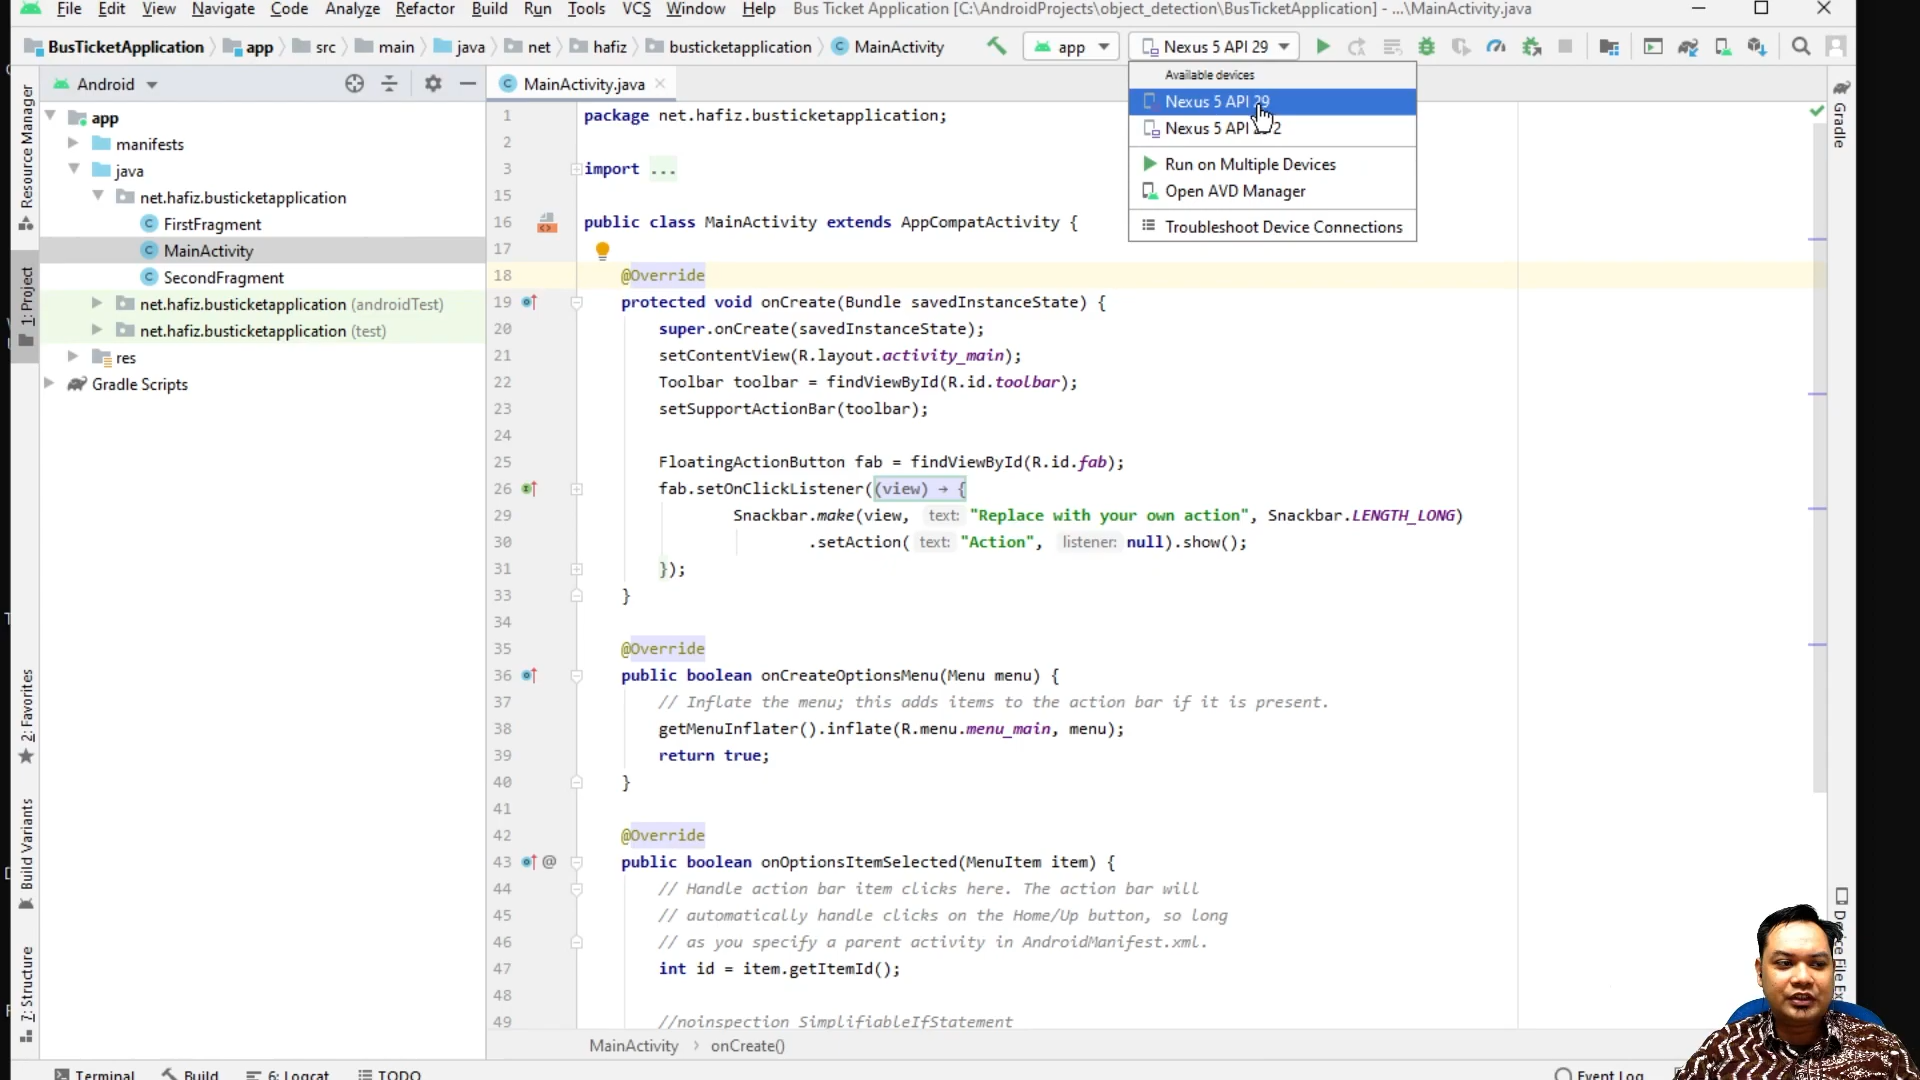 File Edit View Navigate Code Analyze Refactor Build Run Tools VCS Window Help Bus Ticket Application [C:\AndroidProjects\object_detection\BusTicketApplication] - ...\MainActivity.java
BusTicketApplication app src main java net hafiz busticketapplication MainActivity app Nexus 5 API 29
Android MainActivity.java
Available devices
Nexus 5 API 29
Nexus 5 API
Run on Multiple Devices
Open AVD Manager
Troubleshoot Device Connections
app
manifests
java
net.hafiz.busticketapplication
FirstFragment
MainActivity
SecondFragment
net.hafiz.busticketapplication (androidTest)
net.hafiz.busticketapplication (test)
res
Gradle Scripts
Resource Manager
1: Project
2: Favorites
Build Variants
7: Structure
1 package net.hafiz.busticketapplication;
2
3 import ...
15
16 public class MainActivity extends AppCompatActivity {
17
18 @Override
19 protected void onCreate(Bundle savedInstanceState) {
20 super.onCreate(savedInstanceState);
21 setContentView(R.layout.activity_main);
22 Toolbar toolbar = findViewById(R.id.toolbar);
23 setSupportActionBar(toolbar);
24
25 FloatingActionButton fab = findViewById(R.id.fab);
26 fab.setOnClickListener((view) → {
29 Snackbar.make(view, text: "Replace with your own action", Snackbar.LENGTH_LONG)
30 .setAction( text: "Action", listener: null).show();
31 });
33 }
34
35 @Override
36 public boolean onCreateOptionsMenu(Menu menu) {
37 // Inflate the menu; this adds items to the action bar if it is present.
38 getMenuInflater().inflate(R.menu.menu_main, menu);
39 return true;
40 }
41
42 @Override
43 @ public boolean onOptionsItemSelected(MenuItem item) {
44 // Handle action bar item clicks here. The action bar will
45 // automatically handle clicks on the Home/Up button, so long
46 // as you specify a parent activity in AndroidManifest.xml.
47 int id = item.getItemId();
48
49 //noinspection SimplifiableIfStatement
MainActivity onCreate()
Terminal Build 6: Logcat TODO Event Log
Gradle
Device File